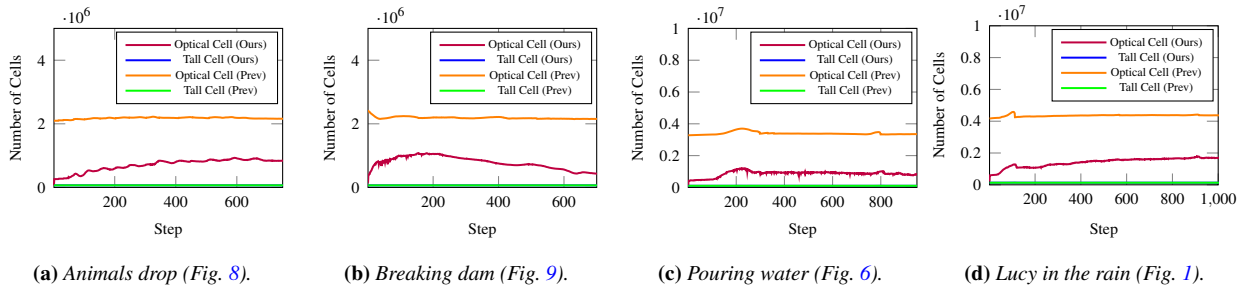 ·10^6
4
2
0
200 400 600
Number of Cells
Step
Optical Cell (Ours)
Tall Cell (Ours)
Optical Cell (Prev)
Tall Cell (Prev)
(a) Animals drop (Fig. 8).
·10^6
4
2
0
200 400 600
Number of Cells
Step
Optical Cell (Ours)
Tall Cell (Ours)
Optical Cell (Prev)
Tall Cell (Prev)
(b) Breaking dam (Fig. 9).
·10^7
1
0.8
0.6
0.4
0.2
0
200 400 600 800
Number of Cells
Step
Optical Cell (Ours)
Tall Cell (Ours)
Optical Cell (Prev)
Tall Cell (Prev)
(c) Pouring water (Fig. 6).
·10^7
1
0.8
0.6
0.4
0.2
0
200 400 600 800 1,000
Number of Cells
Step
Optical Cell (Ours)
Tall Cell (Ours)
Optical Cell (Prev)
Tall Cell (Prev)
(d) Lucy in the rain (Fig. 1).